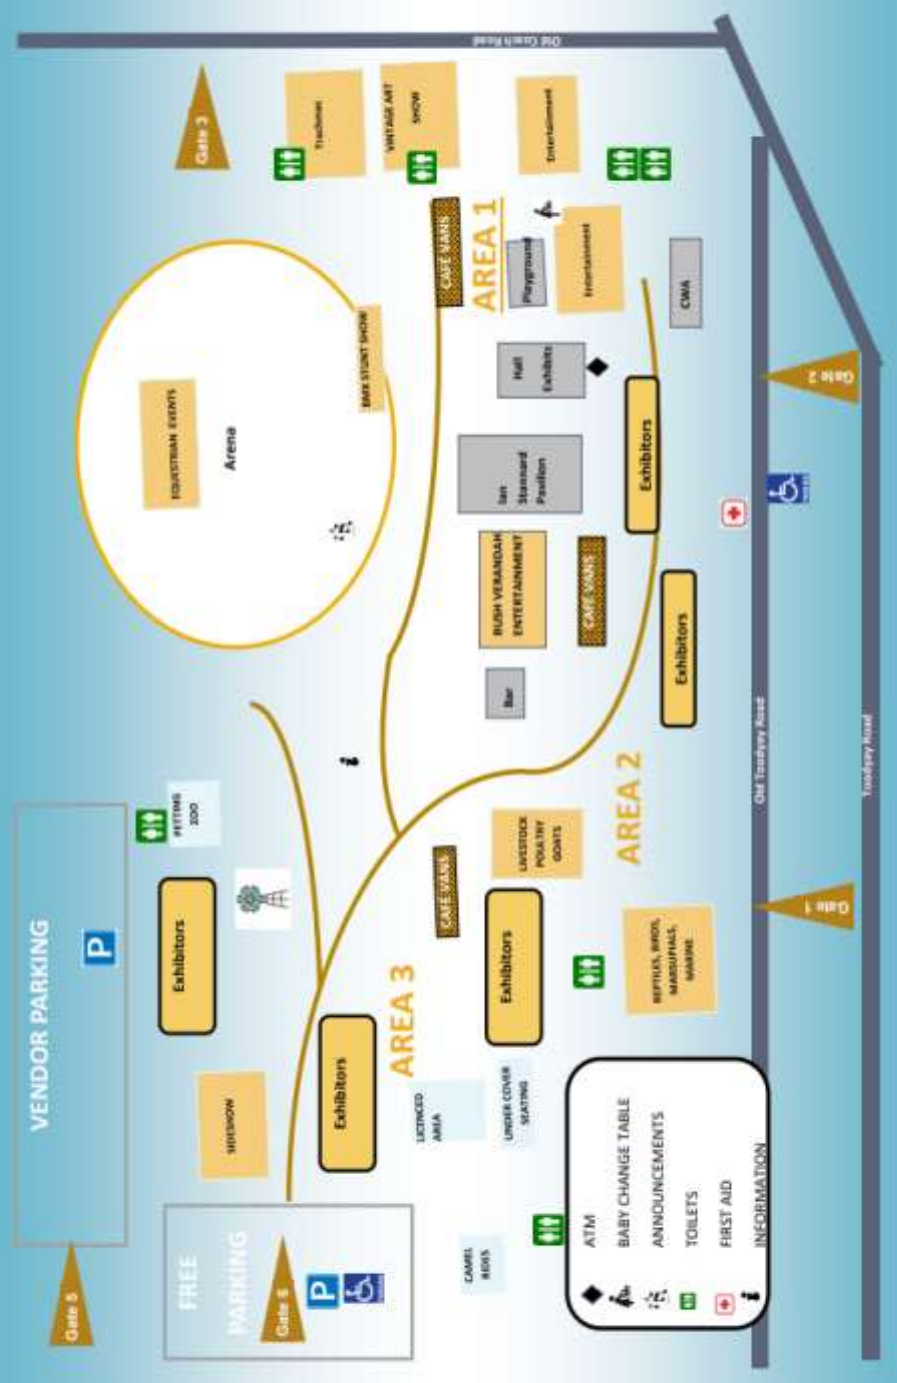 Gate 5
VENDOR PARKING
P
Old Coach Road
FREE
PARKING
Gate 6
P
SIDESHOW
Exhibitors
PETTING
ZOO
EQUESTRIAN EVENTS
Arena
BMX STUNT SHOW
Gate 3
VINTAGE ART
SHOW
Exhibitors
AREA 3
CAFE VANS
CAFE VANS
AREA 1
LICENCED
AREA
CAMEL
RIDES
UNDER COVER
SEATING
Exhibitors
LIVESTOCK
POULTRY
GOATS
Bar
BUSH VERANDAH
ENTERTAINMENT
Ian
Stannard
Pavilion
Hall
Exhibits
Playground
Entertainment
Entertainment
CAFE VANS
AREA 2
Exhibitors
Exhibitors
CWA
REPTILES, BIRDS,
MARSUPIALS,
MARINE
ATM
BABY CHANGE TABLE
ANNOUNCEMENTS
TOILETS
FIRST AID
INFORMATION
Gate 1
Old Toodyay Road
Gate 2
Toodyay Road